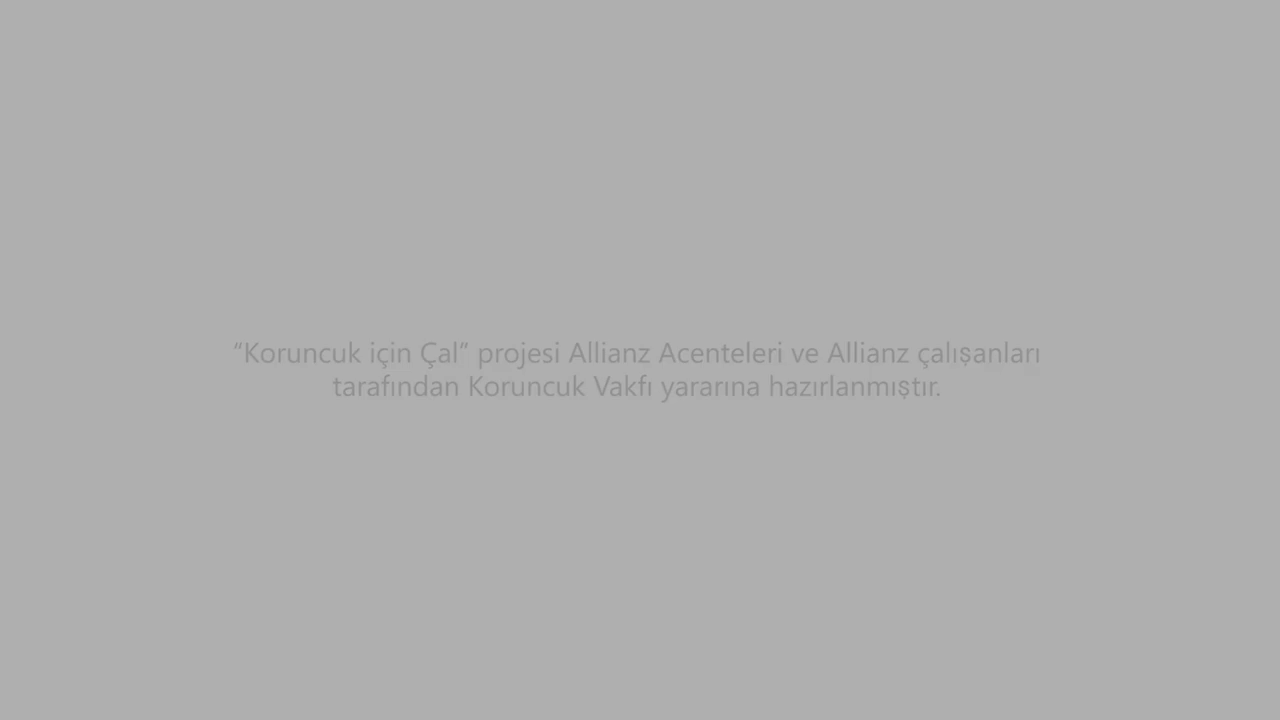 “Koruncuk için Çal” projesi Allianz Acenteleri ve Allianz çalışanları
tarafından Koruncuk Vakfı yararına hazırlanmıştır.